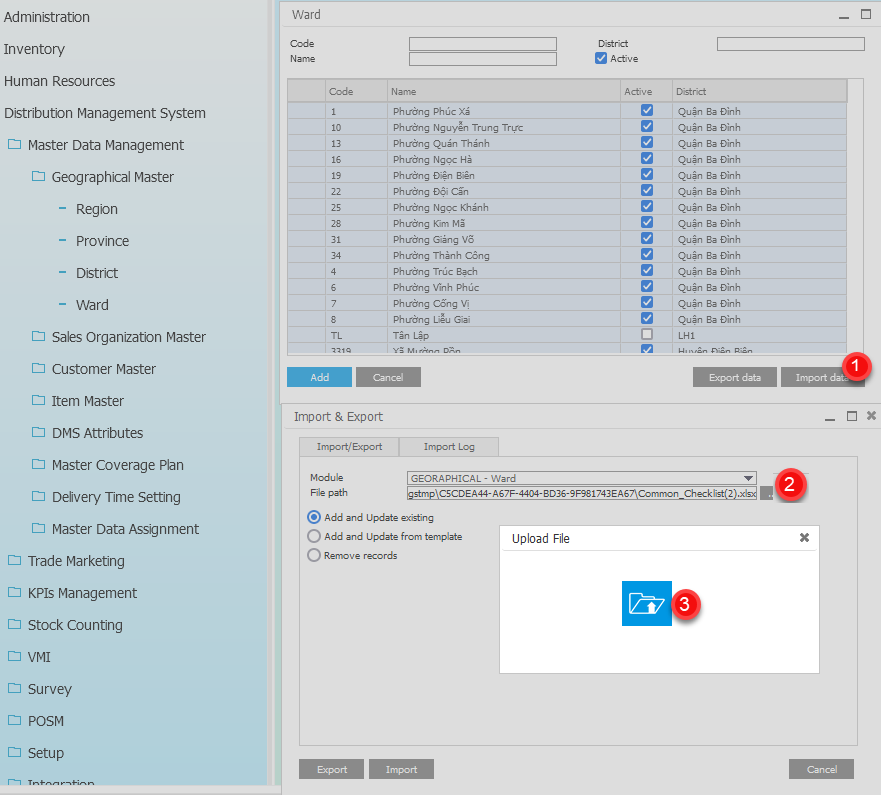 Administration
Inventory
Human Resources
Distribution Management System
Master Data Management
Geographical Master
Region
Province
District
Ward
Sales Organization Master
Customer Master
Item Master
DMS Attributes
Master Coverage Plan
Delivery Time Setting
Master Data Assignment
Trade Marketing
KPIs Management
Stock Counting
VMI
Survey
POSM
Setup
Integration
Ward
Code District
Name Active
Code Name Active District
1 Phường Phúc Xá Quận Ba Đình
10 Phường Nguyễn Trung Trực Quận Ba Đình
13 Phường Quán Thánh Quận Ba Đình
16 Phường Ngọc Hà Quận Ba Đình
19 Phường Điện Biên Quận Ba Đình
22 Phường Đội Cấn Quận Ba Đình
25 Phường Ngọc Khánh Quận Ba Đình
28 Phường Kim Mã Quận Ba Đình
31 Phường Giảng Võ Quận Ba Đình
34 Phường Thành Công Quận Ba Đình
4 Phường Trúc Bạch Quận Ba Đình
6 Phường Vĩnh Phúc Quận Ba Đình
7 Phường Cống Vị Quận Ba Đình
8 Phường Liễu Giai Quận Ba Đình
TL Tân Lập LH1
3319 Xã Mường Pồn Huyện Điện Biên
Add Cancel Export data Import data 1
Import & Export
Import/Export Import Log
Module GEORAPHICAL - Ward
File path gstmp\C5CDEA44-A67F-4404-BD36-9F981743EA67\Common_Checklist(2).xlsx ... 2
Add and Update existing
Add and Update from template
Remove records
Upload File
3
Export Import Cancel